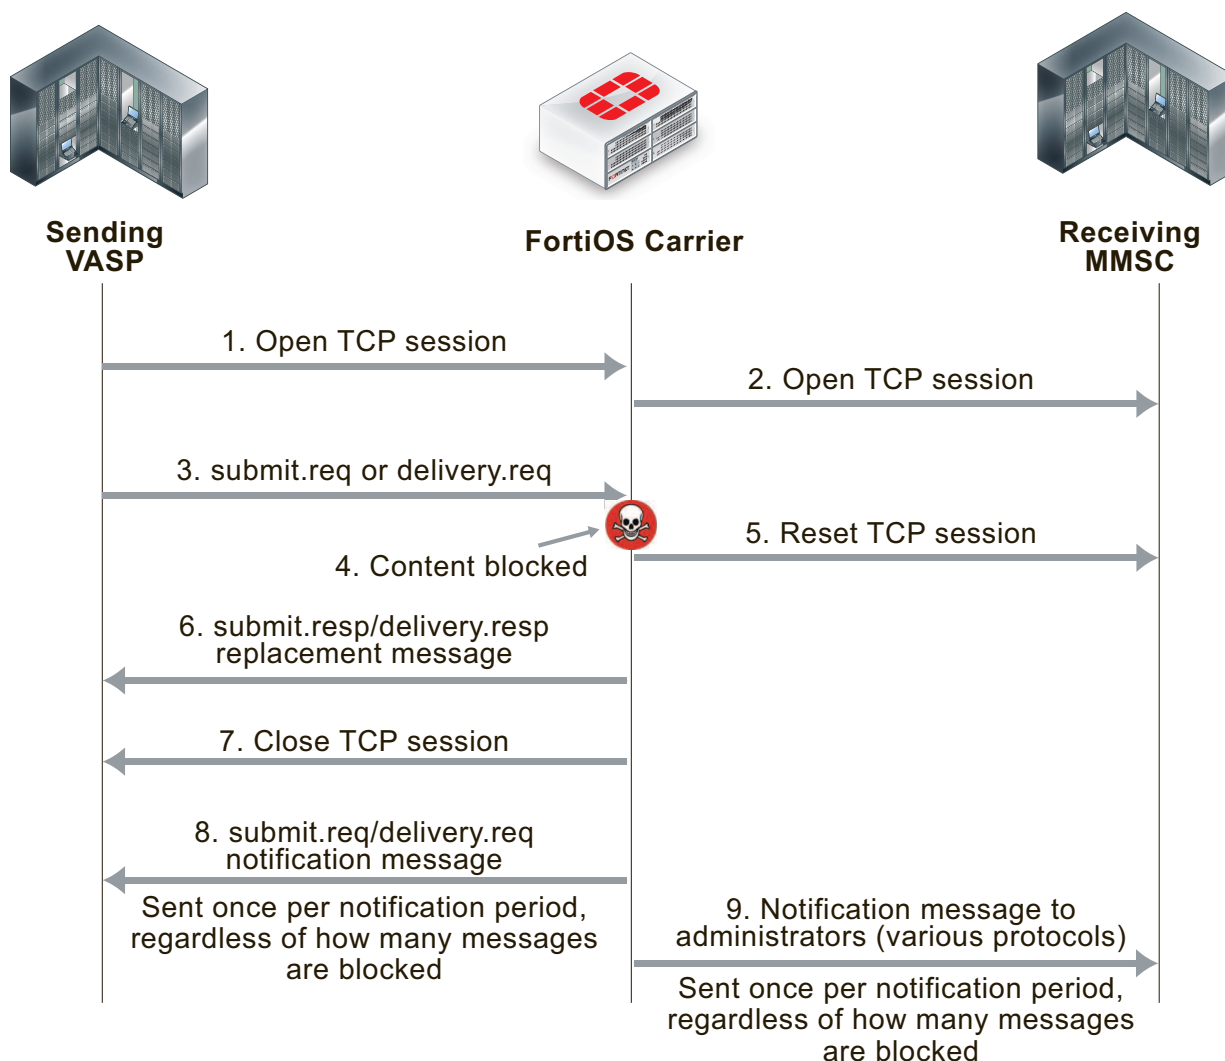 FORTINET
Sending
VASP
FortiOS Carrier
Receiving
MMSC
1. Open TCP session
2. Open TCP session
3. submit.req or delivery.req
4. Content blocked
5. Reset TCP session
6. submit.resp/delivery.resp
replacement message
7. Close TCP session
8. submit.req/delivery.req
notification message
Sent once per notification period,
regardless of how many messages
are blocked
9. Notification message to
administrators (various protocols)
Sent once per notification period,
regardless of how many messages
are blocked